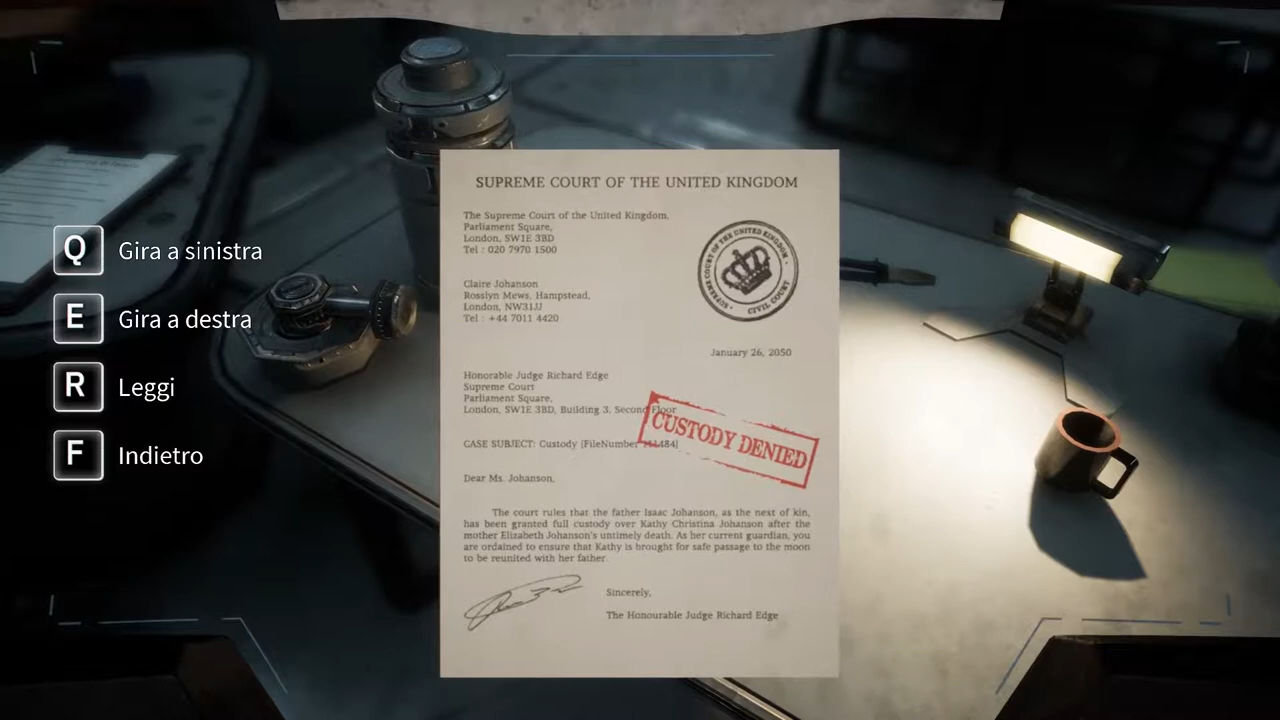 SUPREME COURT OF THE UNITED KINGDOM
The Supreme Court of the United Kingdom,
Parliament Square,
London, SW1E 3BD
Tel : 020 7970 1500
SUPREME COURT OF THE UNITED KINGDOM
CIVIL COURT
Claire Johanson
Rosslyn Mews, Hampstead,
London, NW31JJ
Tel : +44 7011 4420
January 26, 2050
Honorable Judge Richard Edge
Supreme Court
Parliament Square,
London, SW1E 3BD, Building 3, Second Floor
CUSTODY DENIED
CASE SUBJECT: Custody [FileNumber
Dear Ms. Johanson,
The court rules that the father Isaac Johanson, as the next of kin,
has been granted full custody over Kathy Christina Johanson after the
mother Elizabeth Johanson's untimely death. As her current guardian, you
are ordained to ensure that Kathy is brought for safe passage to the moon
to be reunited with her father.
Sincerely,
The Honourable Judge Richard Edge
Q Gira a sinistra
E Gira a destra
R Leggi
F Indietro